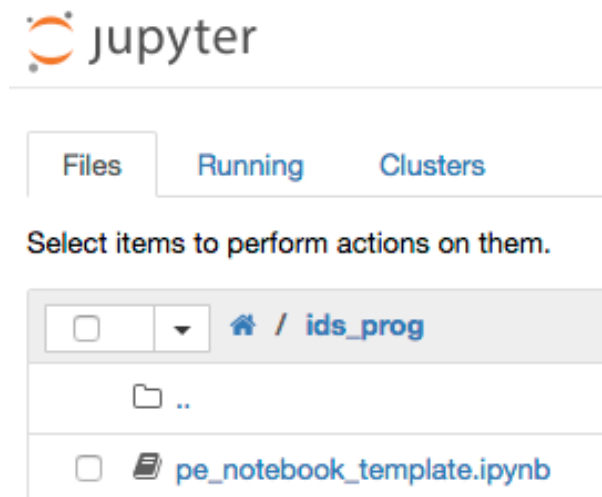 jupyter
Files Running Clusters
Select items to perform actions on them.
/ ids_prog
..
pe_notebook_template.ipynb